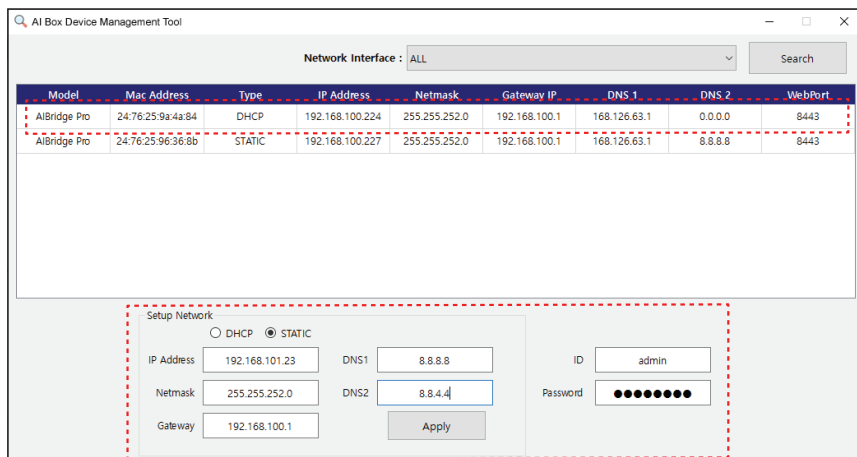 AI Box Device Management Tool
Network Interface : ALL Search
Model Mac Address Type IP Address Netmask Gateway IP DNS 1 DNS 2 WebPort
AIBridge Pro 24:76:25:9a:4a:84 DHCP 192.168.100.224 255.255.252.0 192.168.100.1 168.126.63.1 0.0.0.0 8443
AIBridge Pro 24:76:25:96:36:8b STATIC 192.168.100.227 255.255.252.0 192.168.100.1 168.126.63.1 8.8.8.8 8443
Setup Network
DHCP STATIC
IP Address 192.168.101.23 DNS1 8.8.8.8 ID admin
Netmask 255.255.252.0 DNS2 8.8.4.4 Password ●●●●●●●●
Gateway 192.168.100.1 Apply